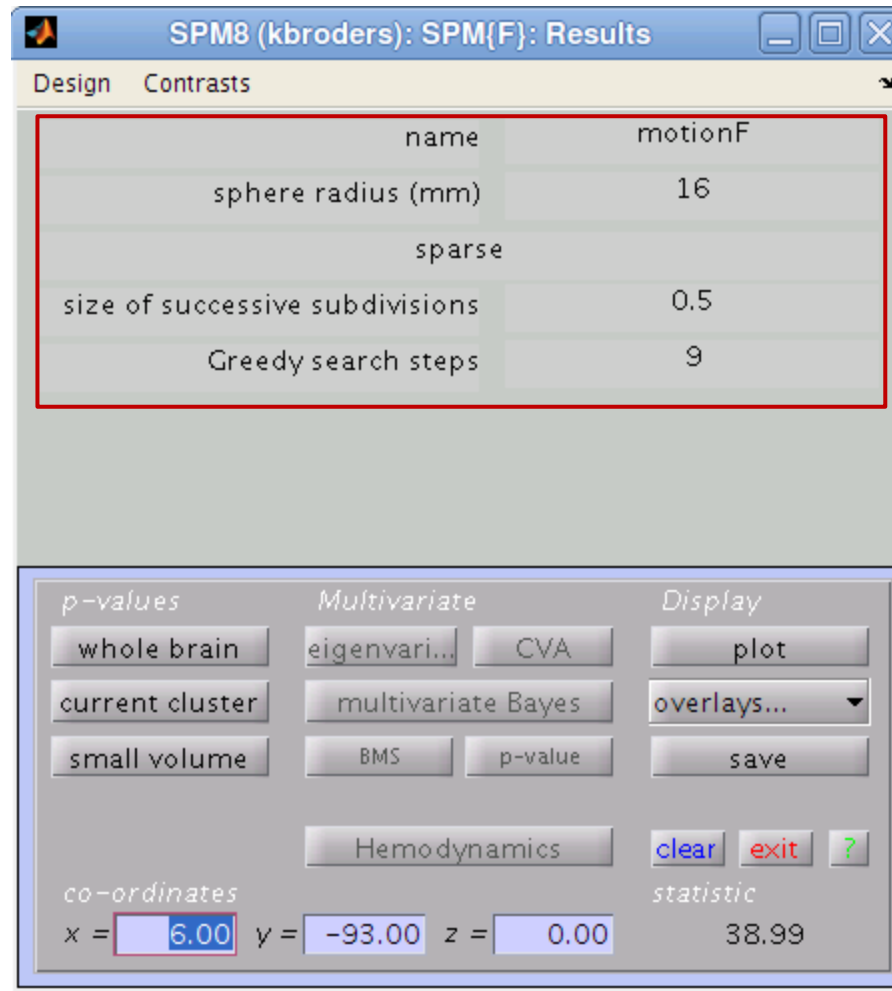 SPM8 (kbroders): SPM{F}: Results
Design Contrasts
name motionF
sphere radius (mm) 16
sparse
size of successive subdivisions 0.5
Greedy search steps 9
p-values Multivariate Display
whole brain eigenvari... CVA plot
current cluster multivariate Bayes overlays...
small volume BMS p-value save
Hemodynamics clear exit ?
co-ordinates statistic
x = 6.00 y = -93.00 z = 0.00 38.99